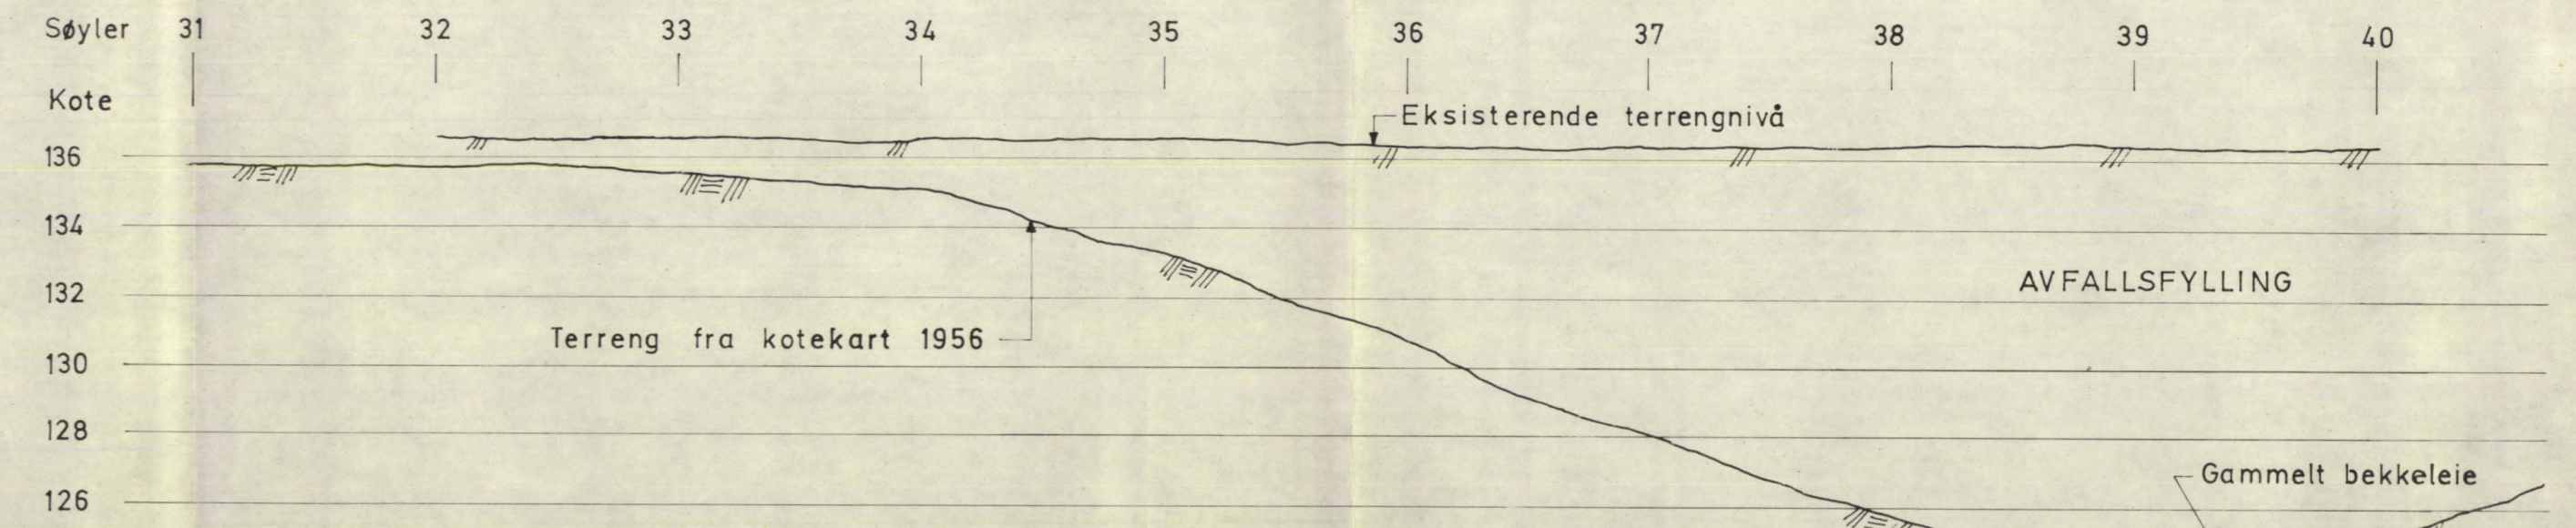 Søyler 31 32 33 34 35 36 37 38 39 40
Kote
Eksisterende terrengnivå
136
134
AVFALLSFYLLING
132
Terreng fra kotekart 1956
130
128
Gammelt bekkeleie
126